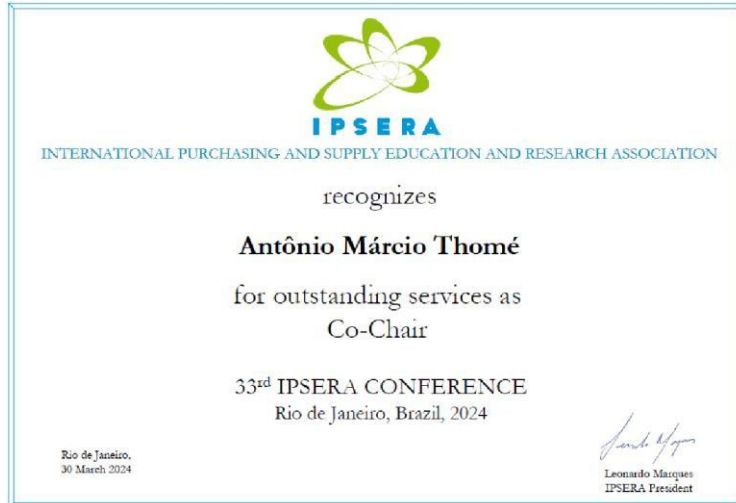 IPSERA
INTERNATIONAL PURCHASING AND SUPPLY EDUCATION AND RESEARCH ASSOCIATION
recognizes
Antônio Márcio Thomé
for outstanding services as
Co-Chair
33rd IPSERA CONFERENCE
Rio de Janeiro, Brazil, 2024
Rio de Janeiro,
30 March 2024
Leonardo Marques
IPSERA President